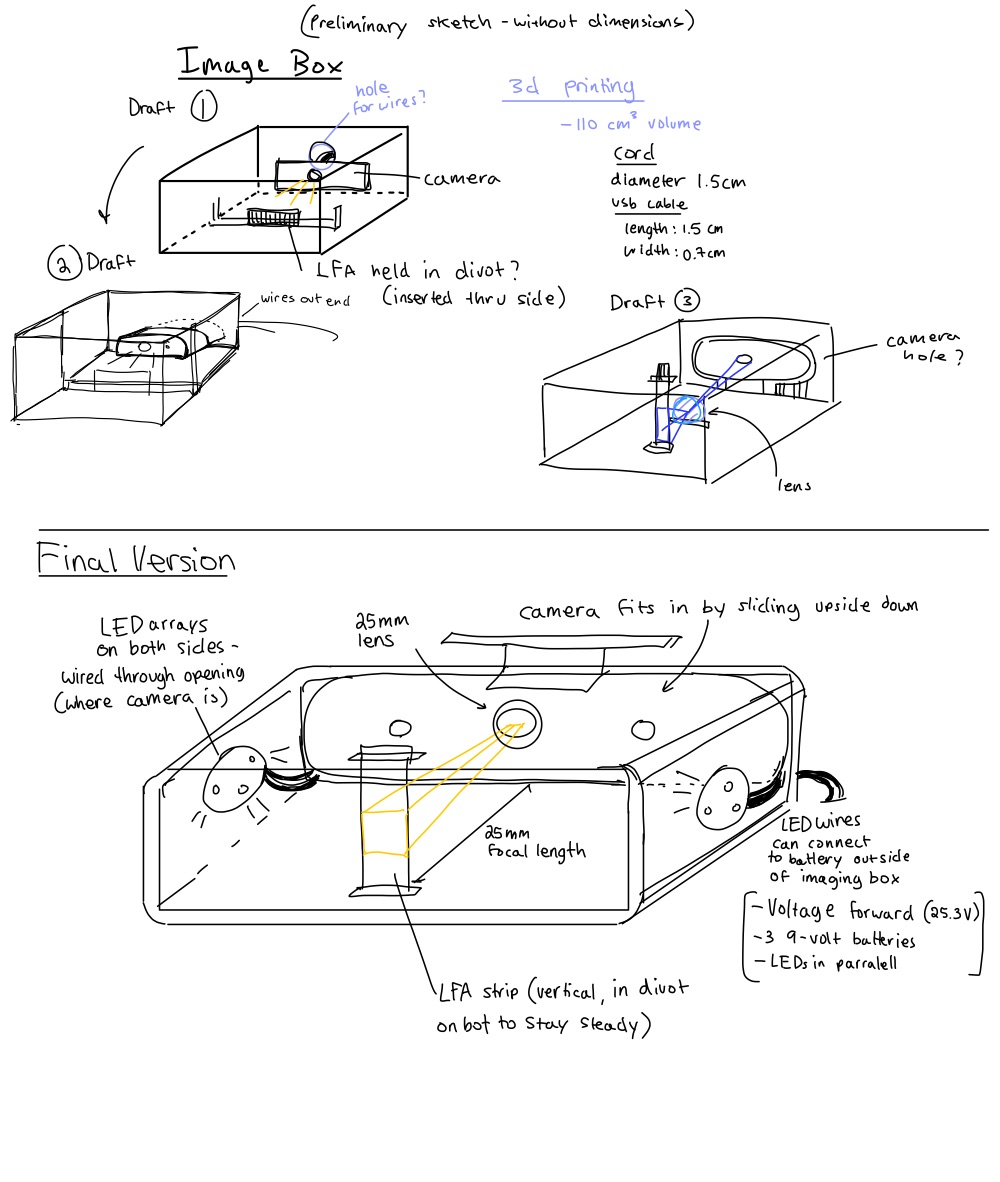 (Preliminary sketch - without dimensions)
Image Box
Draft 1
hole
for wires?
camera
LFA held in divot?
(inserted thru side)
3d printing
-110 cm³ volume
cord
diameter 1.5cm
usb cable
length: 1.5 cm
width: 0.7cm
2 Draft
wires out end
Draft 3
camera
hole?
lens
Final Version
LED arrays
on both sides -
wired through opening
(where camera is)
25mm
lens
camera fits in by sliding upside down
25mm
focal length
LED wires
can connect
to battery outside
of imaging box
- Voltage forward (25.3V)
-3 9-volt batteries
- LEDs in parralell
LFA strip (vertical, in divot
on bot to stay steady)